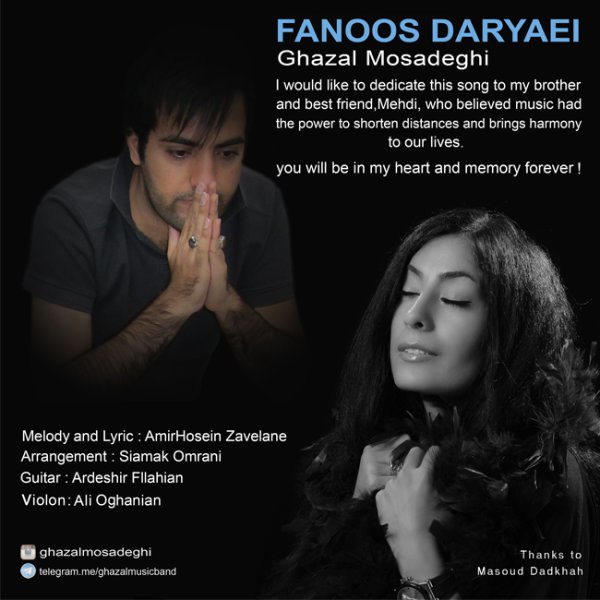 FANOOS DARYAEI
Ghazal Mosadeghi
I would like to dedicate this song to my brother
and best friend,Mehdi, who believed music had
the power to shorten distances and brings harmony
to our lives.
you will be in my heart and memory forever !
Melody and Lyric : AmirHosein Zavelane
Arrangement : Siamak Omrani
Guitar : Ardeshir Fllahian
Violon : Ali Oghanian
ghazalmosadeghi
telegram.me/ghazalmusicband
Thanks to
Masoud Dadkhah